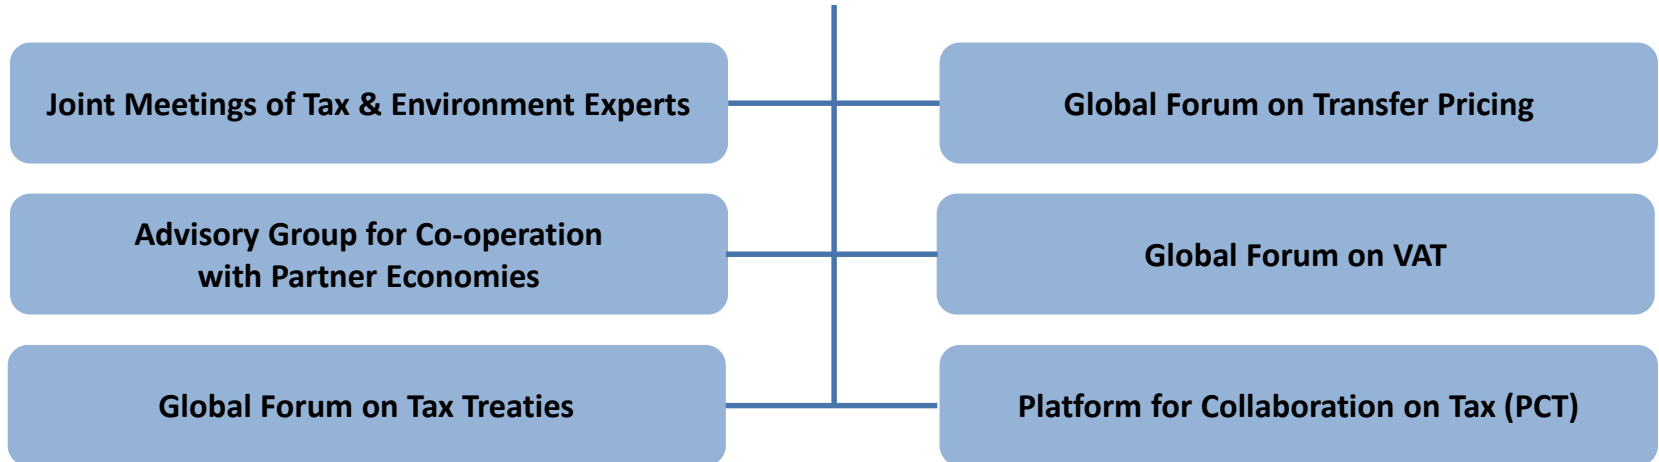 Joint Meetings of Tax & Environment Experts
Global Forum on Transfer Pricing
Advisory Group for Co-operation
with Partner Economies
Global Forum on VAT
Global Forum on Tax Treaties
Platform for Collaboration on Tax (PCT)